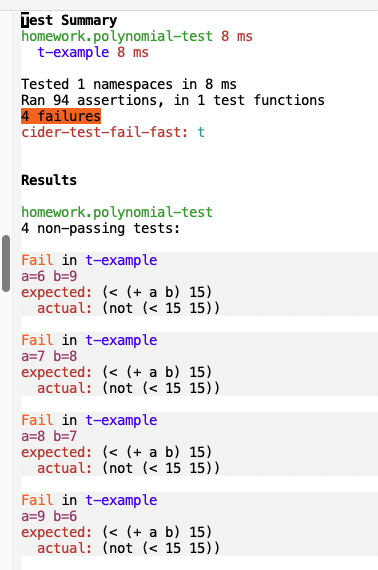 Test Summary
homework.polynomial-test 8 ms
t-example 8 ms
Tested 1 namespaces in 8 ms
Ran 94 assertions, in 1 test functions
4 failures
cider-test-fail-fast: t
Results
homework.polynomial-test
4 non-passing tests:
Fail in t-example
a=6 b=9
expected: (< (+ a b) 15)
actual: (not (< 15 15))
Fail in t-example
a=7 b=8
expected: (< (+ a b) 15)
actual: (not (< 15 15))
Fail in t-example
a=8 b=7
expected: (< (+ a b) 15)
actual: (not (< 15 15))
Fail in t-example
a=9 b=6
expected: (< (+ a b) 15)
actual: (not (< 15 15))